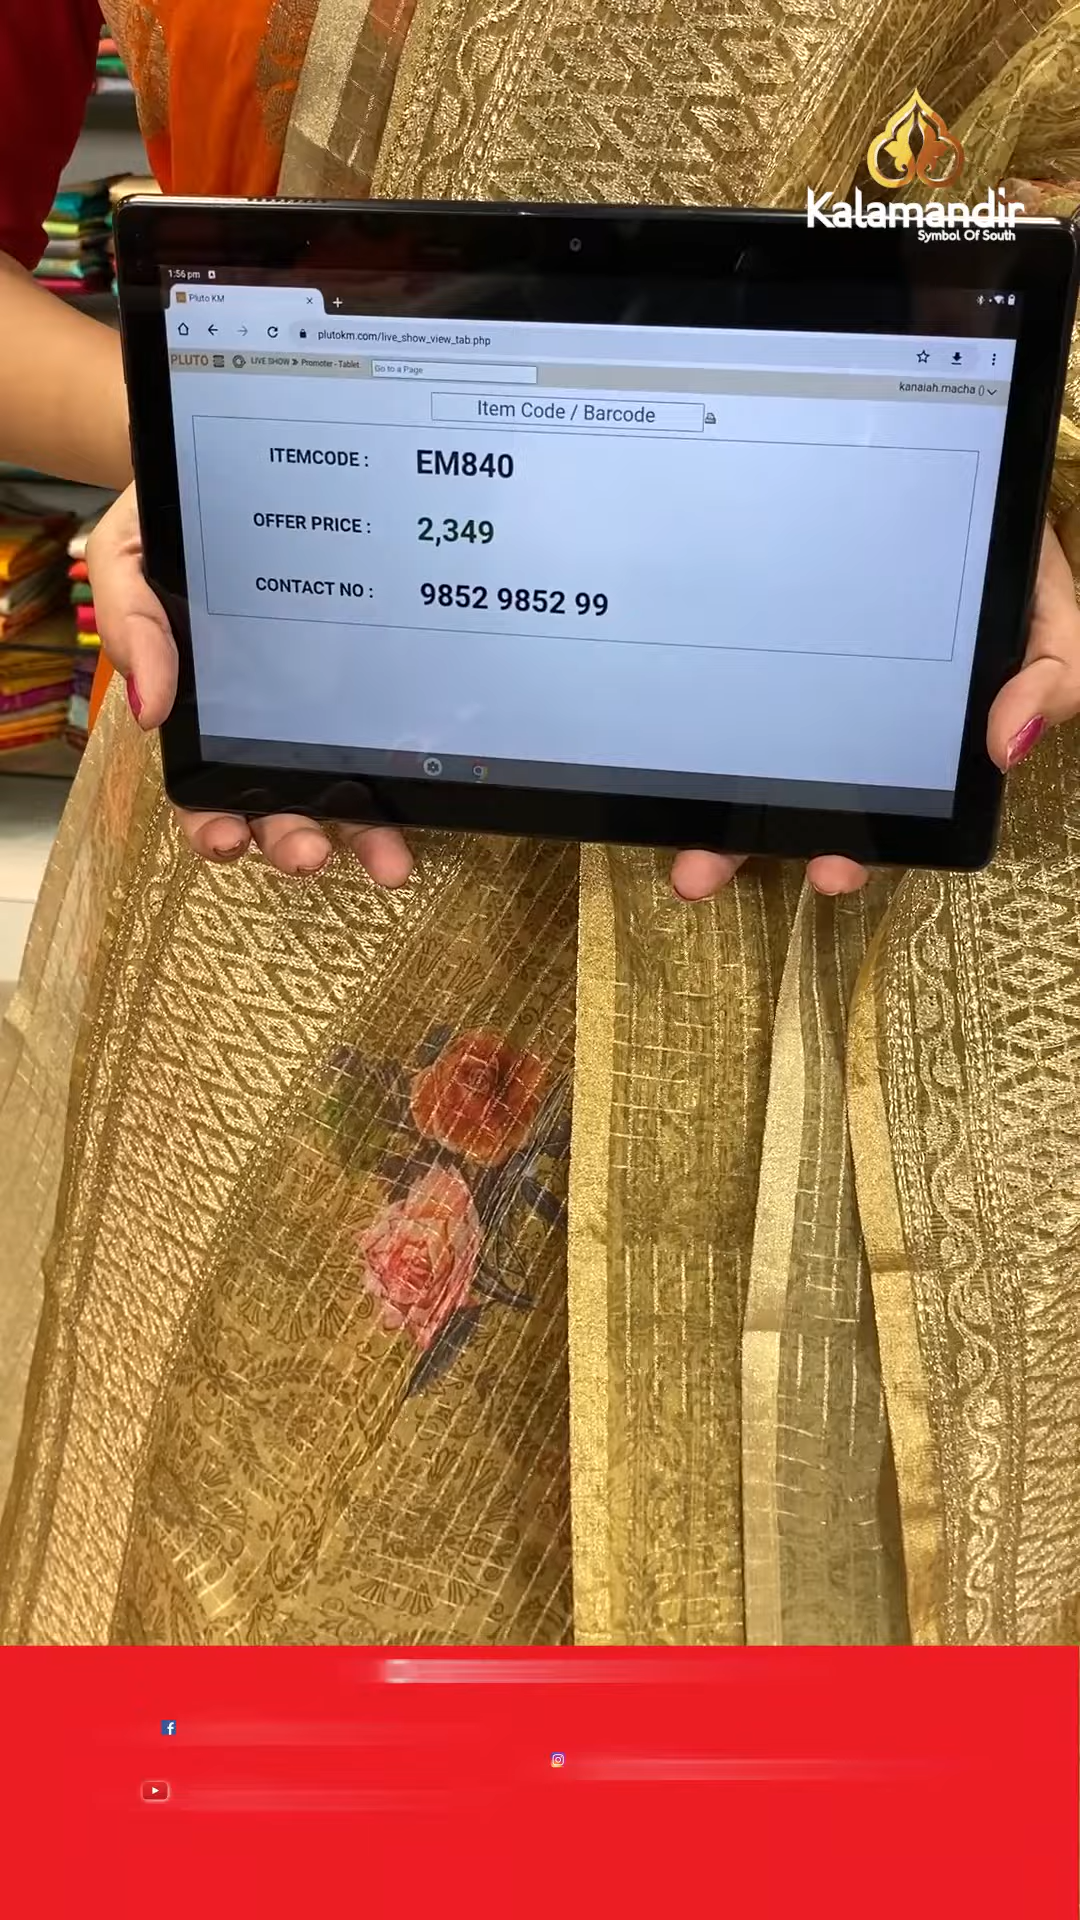 Kalamandir
Symbol Of South
1:56 pm
Pluto KM
plutokm.com/live_show_view_tab.php
PLUTO
LIVE SHOW
Promoter - Tablet
Go to a Page
kanaiah.macha ()
Item Code / Barcode
ITEMCODE : EM840
OFFER PRICE : 2,349
CONTACT NO : 9852 9852 99